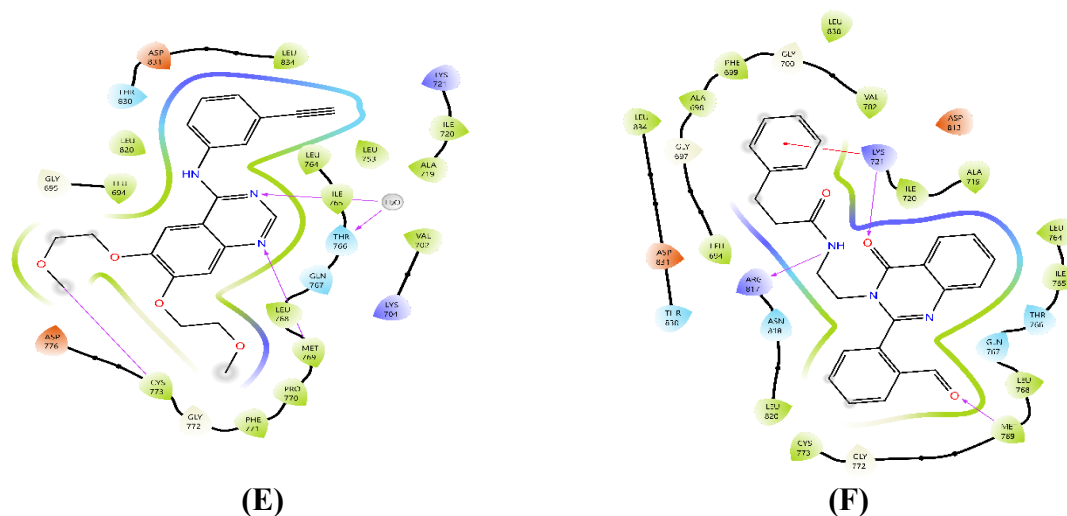 ASP
831
LEU
834
THR
830
LEU
820
GLY
695
LEU
694
LYS
721
ILE
720
ALA
719
LEU
753
LEU
764
ILE
765
THR
766
GLN
767
LEU
768
MET
769
PRO
770
PHE
771
GLY
772
CYS
773
ASP
776
VAL
702
LYS
704
H₂O
HN
N
N
O
O
O
O
(E)
LEU
838
GLY
700
PHE
699
ALA
698
GLY
697
VAL
702
ASP
813
LEU
834
LYS
721
ILE
720
ALA
719
LEU
764
ILE
765
THR
766
GLN
767
LEU
768
ME
769
LEU
694
ASP
831
THR
830
ARG
817
ASN
818
LEU
820
CYS
773
GLY
772
O
NH
O
N
N
O
(F)